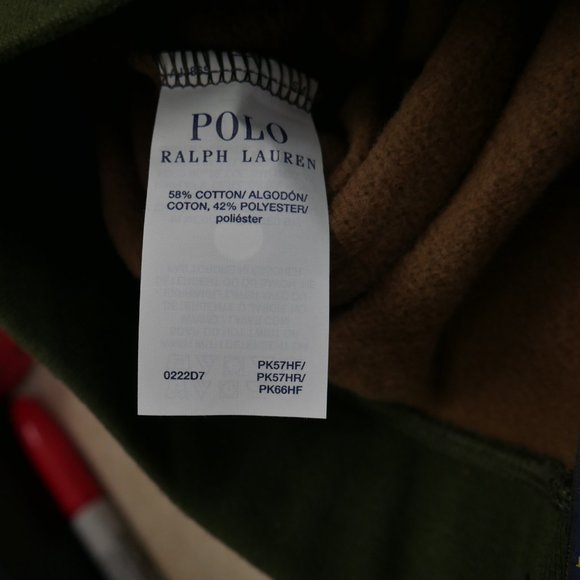 POLO
RALPH LAUREN
58% COTTON/ ALGODÓN/
COTON, 42% POLYESTER/
poliéster
PK57HF/
0222D7 PK57HR/
PK66HF